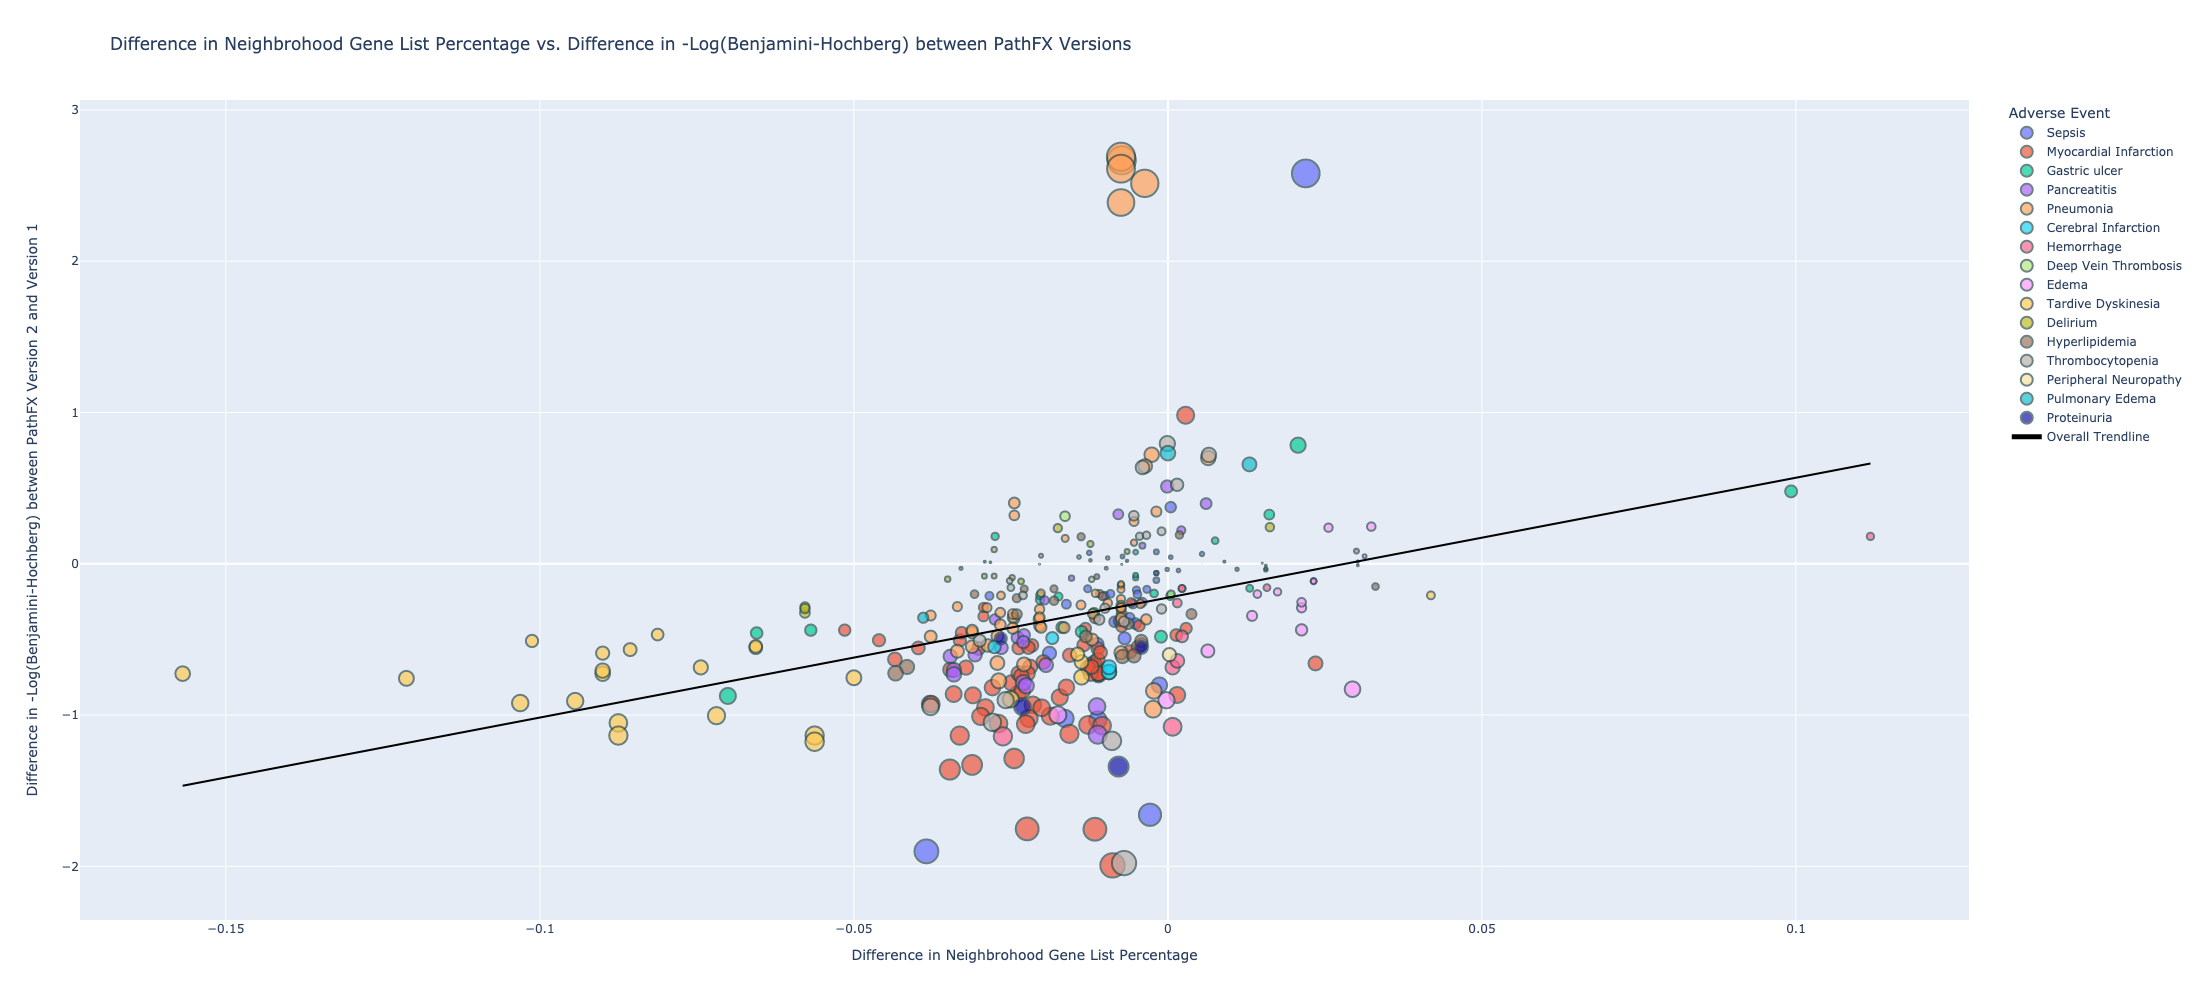 Difference in Neighbrohood Gene List Percentage vs. Difference in -Log(Benjamini-Hochberg) between PathFX Versions
Difference in -Log(Benjamini-Hochberg) between PathFX Version 2 and Version 1
3
2
1
0
−1
−2
−0.15
−0.1
−0.05
0
0.05
0.1
Difference in Neighbrohood Gene List Percentage
Adverse Event
Sepsis
Myocardial Infarction
Gastric ulcer
Pancreatitis
Pneumonia
Cerebral Infarction
Hemorrhage
Deep Vein Thrombosis
Edema
Tardive Dyskinesia
Delirium
Hyperlipidemia
Thrombocytopenia
Peripheral Neuropathy
Pulmonary Edema
Proteinuria
Overall Trendline